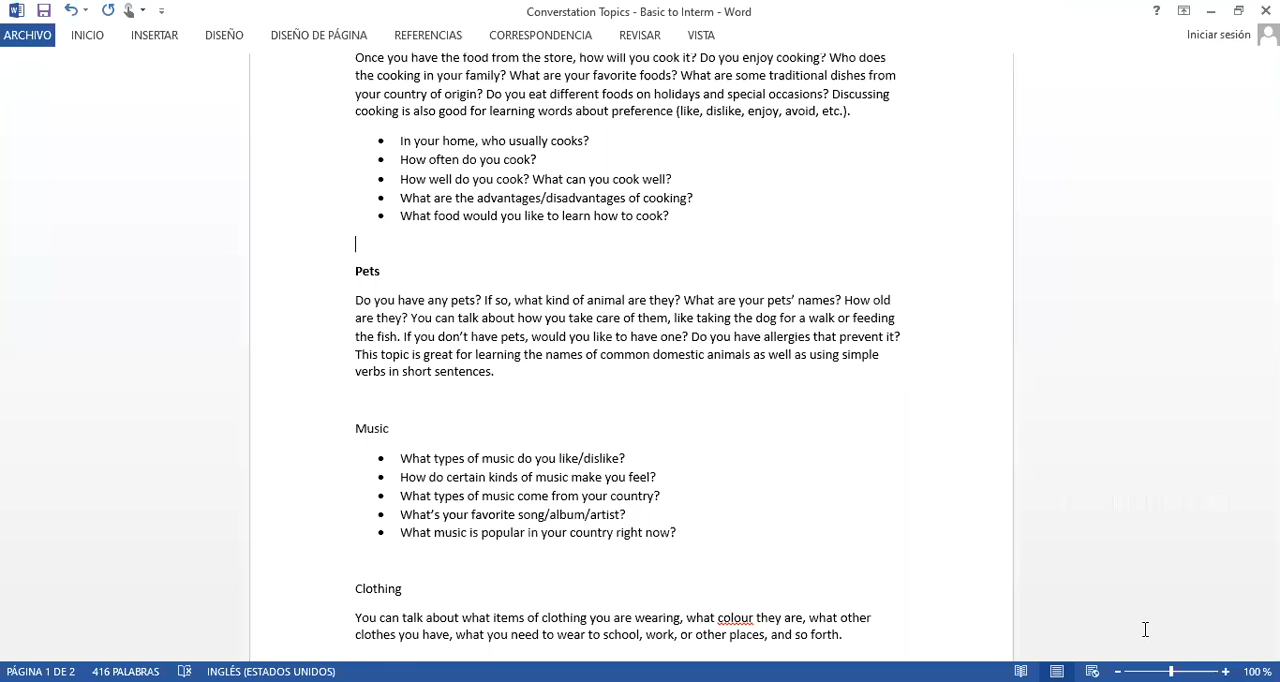 Converstation Topics - Basic to Interm - Word
ARCHIVO INICIO INSERTAR DISEÑO DISEÑO DE PÁGINA REFERENCIAS CORRESPONDENCIA REVISAR VISTA Iniciar sesión
Once you have the food from the store, how will you cook it? Do you enjoy cooking? Who does
the cooking in your family? What are your favorite foods? What are some traditional dishes from
your country of origin? Do you eat different foods on holidays and special occasions? Discussing
cooking is also good for learning words about preference (like, dislike, enjoy, avoid, etc.).
• In your home, who usually cooks?
• How often do you cook?
• How well do you cook? What can you cook well?
• What are the advantages/disadvantages of cooking?
• What food would you like to learn how to cook?
Pets
Do you have any pets? If so, what kind of animal are they? What are your pets’ names? How old
are they? You can talk about how you take care of them, like taking the dog for a walk or feeding
the fish. If you don’t have pets, would you like to have one? Do you have allergies that prevent it?
This topic is great for learning the names of common domestic animals as well as using simple
verbs in short sentences.
Music
• What types of music do you like/dislike?
• How do certain kinds of music make you feel?
• What types of music come from your country?
• What’s your favorite song/album/artist?
• What music is popular in your country right now?
Clothing
You can talk about what items of clothing you are wearing, what colour they are, what other
clothes you have, what you need to wear to school, work, or other places, and so forth.
PÁGINA 1 DE 2 416 PALABRAS INGLÉS (ESTADOS UNIDOS) 100 %